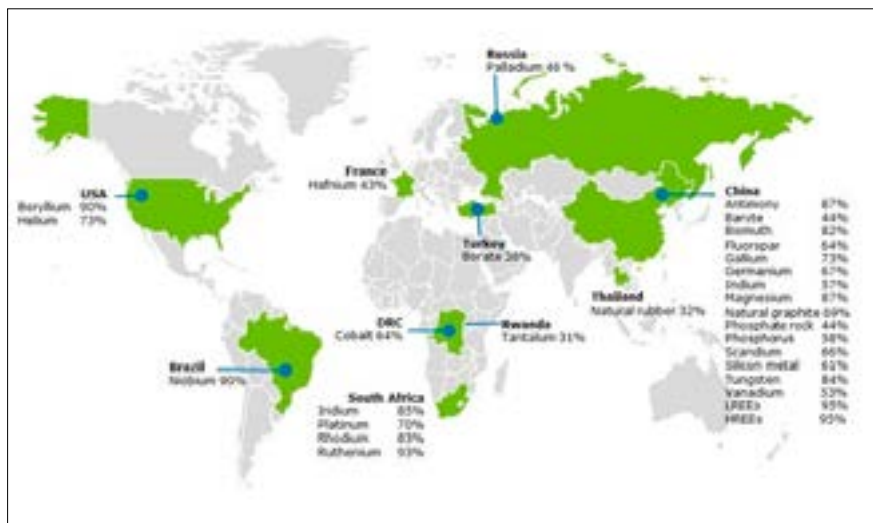 Russia
Palladium 46 %
France
Hafnium 43%
USA
Beryllium 90%
Helium 73%
China
Antimony 87%
Baryte 44%
Bismuth 82%
Fluorspar 64%
Gallium 73%
Germanium 67%
Indium 57%
Magnesium 87%
Natural graphite 69%
Phosphate rock 44%
Phosphorus 58%
Scandium 66%
Silicon metal 61%
Tungsten 84%
Vanadium 53%
LREEs 95%
HREEs 95%
Turkey
Borate 38%
Thailand
Natural rubber 32%
DRC
Cobalt 64%
Rwanda
Tantalum 31%
Brazil
Niobium 90%
South Africa
Iridium 85%
Platinum 70%
Rhodium 83%
Ruthenium 93%